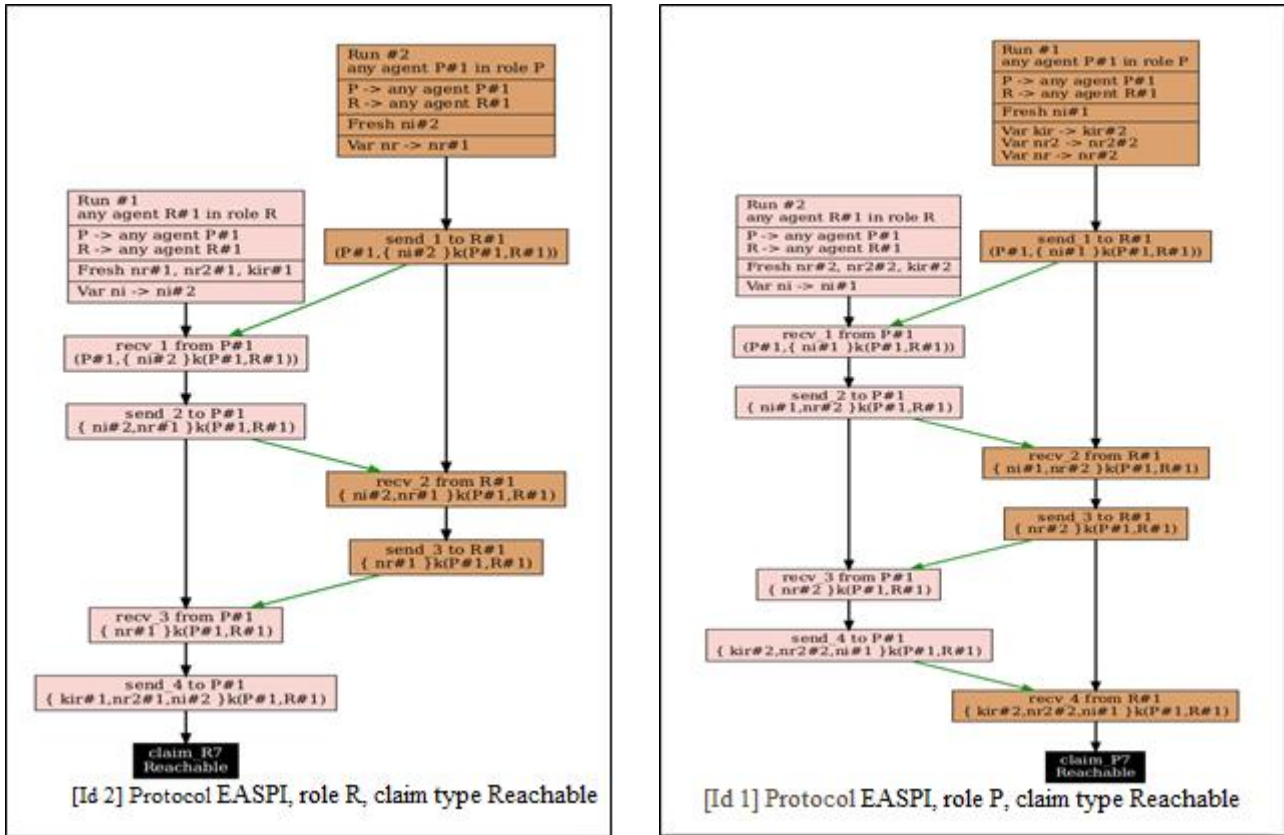 Run #2
any agent P#1 in role P
P -> any agent P#1
R -> any agent R#1
Fresh ni#2
Var nr -> nr#1
Run #1
any agent R#1 in role R
P -> any agent P#1
R -> any agent R#1
Fresh nr#1, nr2#1, kir#1
Var ni -> ni#2
send_1 to R#1
(P#1,{ ni#2 }k(P#1,R#1))
recv_1 from P#1
(P#1,{ ni#2 }k(P#1,R#1))
send_2 to P#1
{ ni#2,nr#1 }k(P#1,R#1)
recv_2 from R#1
{ ni#2,nr#1 }k(P#1,R#1)
send_3 to R#1
{ nr#1 }k(P#1,R#1)
recv_3 from P#1
{ nr#1 }k(P#1,R#1)
send_4 to P#1
{ kir#1,nr2#1,ni#2 }k(P#1,R#1)
claim_R7
Reachable
[Id 2] Protocol EASPI, role R, claim type Reachable
Run #1
any agent P#1 in role P
P -> any agent P#1
R -> any agent R#1
Fresh ni#1
Var kir -> kir#2
Var nr2 -> nr2#2
Var nr -> nr#2
Run #2
any agent R#1 in role R
P -> any agent P#1
R -> any agent R#1
Fresh nr#2, nr2#2, kir#2
Var ni -> ni#1
send_1 to R#1
(P#1,{ ni#1 }k(P#1,R#1))
recv_1 from P#1
(P#1,{ ni#1 }k(P#1,R#1))
send_2 to P#1
{ ni#1,nr#2 }k(P#1,R#1)
recv_2 from R#1
{ ni#1,nr#2 }k(P#1,R#1)
send_3 to R#1
{ nr#2 }k(P#1,R#1)
recv_3 from P#1
{ nr#2 }k(P#1,R#1)
send_4 to P#1
{ kir#2,nr2#2,ni#1 }k(P#1,R#1)
recv_4 from R#1
{ kir#2,nr2#2,ni#1 }k(P#1,R#1)
claim_P7
Reachable
[Id 1] Protocol EASPI, role P, claim type Reachable